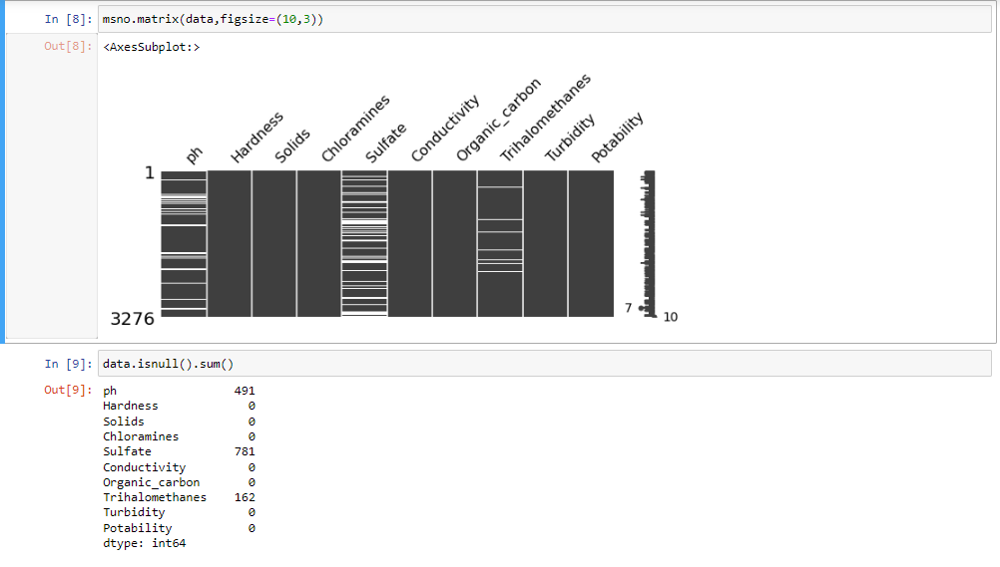 In [8]: msno.matrix(data,figsize=(10,3))
Out[8]: <AxesSubplot:>
ph Hardness Solids Chloramines Sulfate Conductivity Organic_carbon Trihalomethanes Turbidity Potability
1
7
3276
10
In [9]: data.isnull().sum()
Out[9]: ph 491
Hardness 0
Solids 0
Chloramines 0
Sulfate 781
Conductivity 0
Organic_carbon 0
Trihalomethanes 162
Turbidity 0
Potability 0
dtype: int64